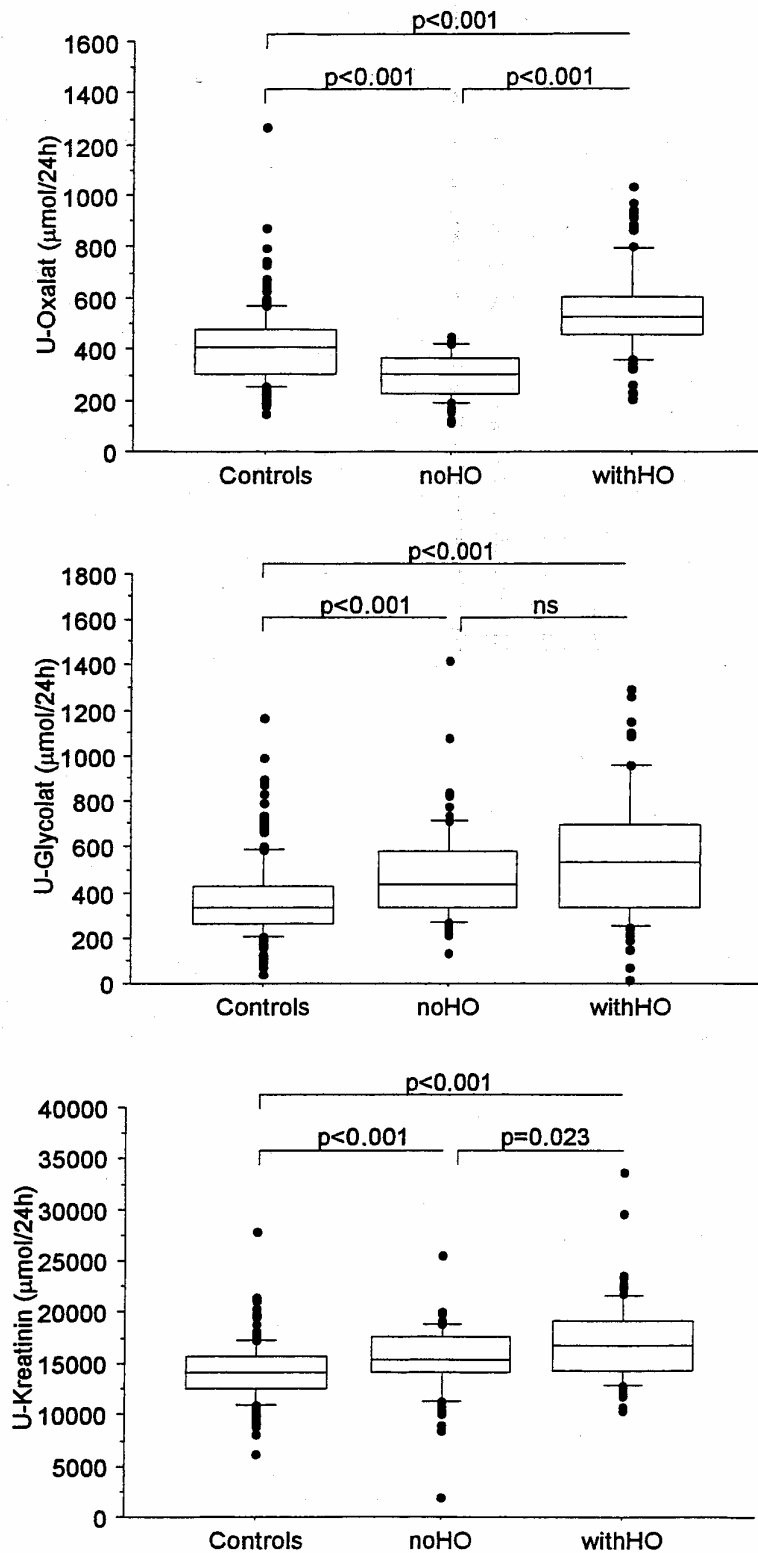 p<0.001
p<0.001 p<0.001
U-Oxalat (μmol/24h)
1600
1400
1200
1000
800
600
400
200
0
Controls noHO withHO
p<0.001
p<0.001 ns
U-Glycolat (μmol/24h)
1800
1600
1400
1200
1000
800
600
400
200
0
Controls noHO withHO
p<0.001
p<0.001 p=0.023
U-Kreatinin (μmol/24h)
40000
35000
30000
25000
20000
15000
10000
5000
0
Controls noHO withHO